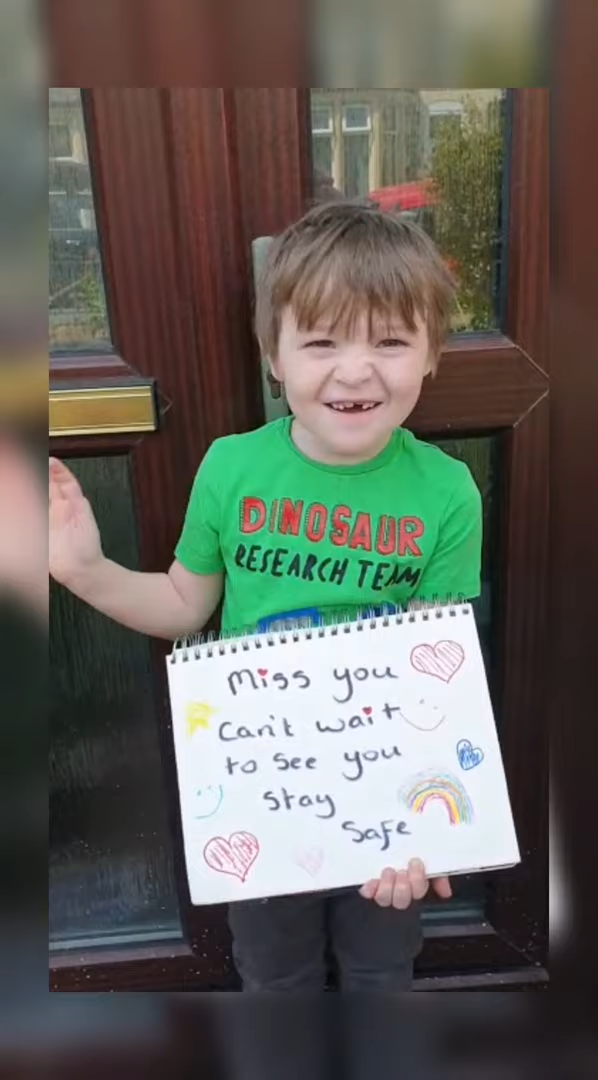 DINOSAUR
RESEARCH TEAM
Miss you
Can't wait
to see you
Stay
Safe